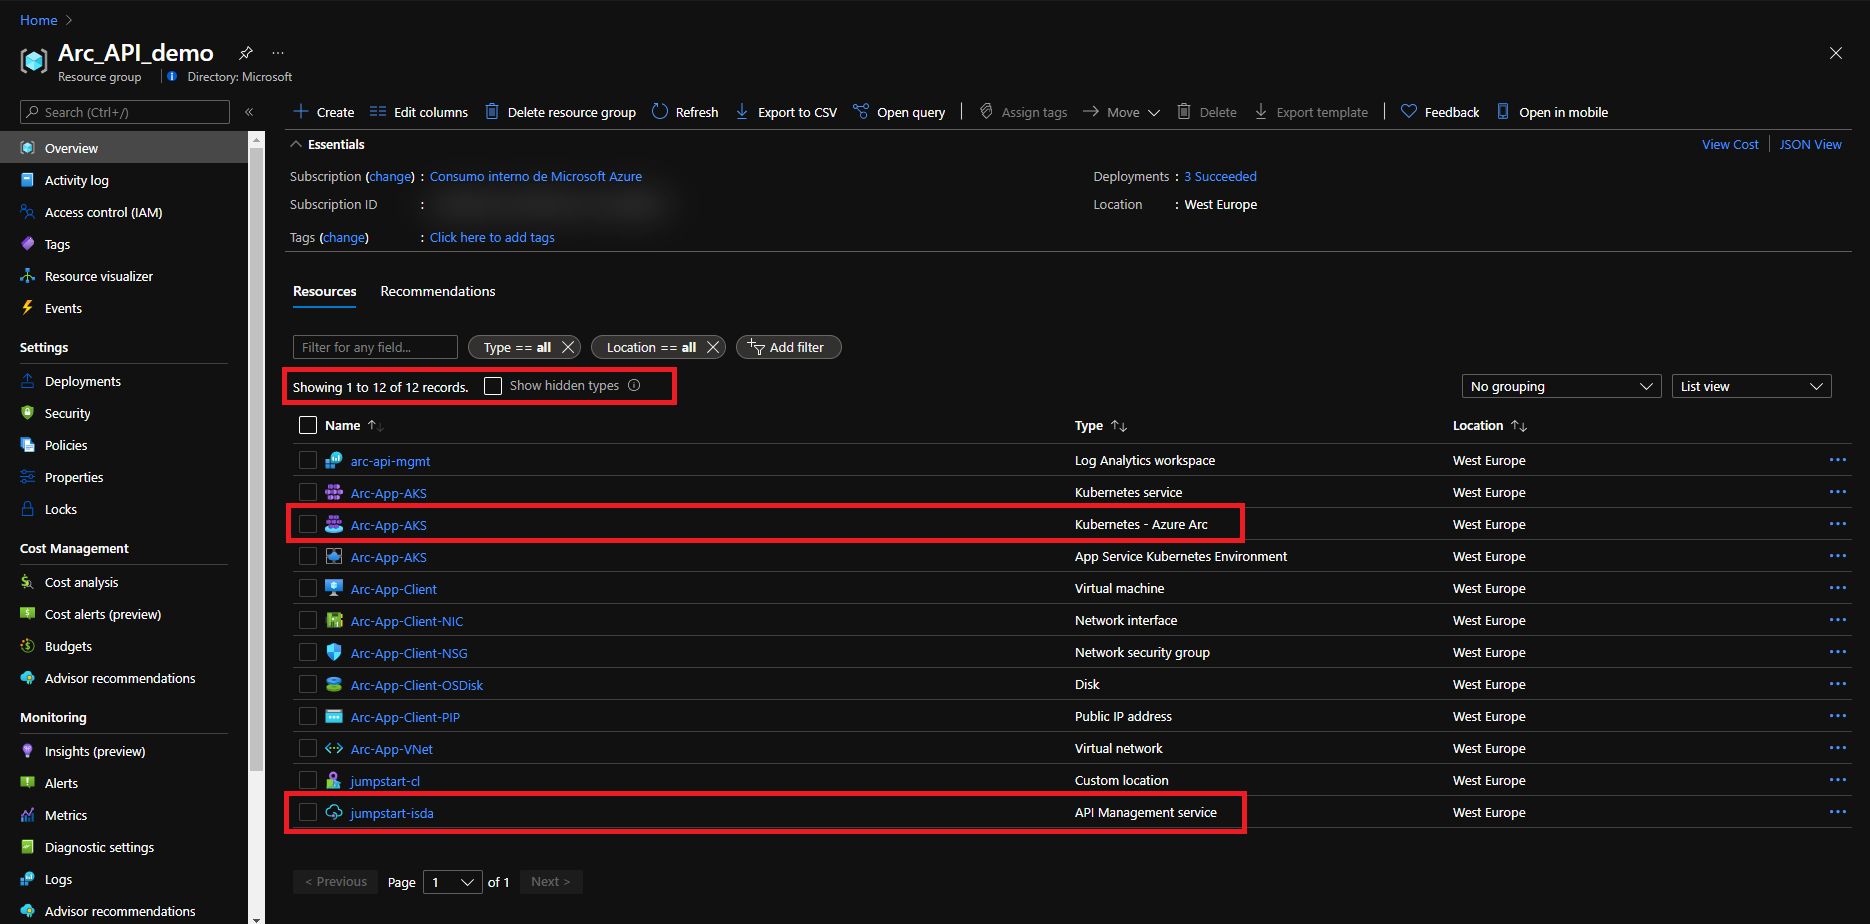 Home >
Arc_API_demo
Resource group | Directory: Microsoft
Search (Ctrl+/) «
Overview
Activity log
Access control (IAM)
Tags
Resource visualizer
Events
Settings
Deployments
Security
Policies
Properties
Locks
Cost Management
Cost analysis
Cost alerts (preview)
Budgets
Advisor recommendations
Monitoring
Insights (preview)
Alerts
Metrics
Diagnostic settings
Logs
Advisor recommendations
Create Edit columns Delete resource group Refresh Export to CSV Open query Assign tags Move Delete Export template Feedback Open in mobile
Essentials View Cost JSON View
Subscription (change) : Consumo interno de Microsoft Azure Deployments : 3 Succeeded
Subscription ID : Location : West Europe
Tags (change) : Click here to add tags
Resources Recommendations
Filter for any field... Type == all Location == all Add filter
Showing 1 to 12 of 12 records. Show hidden types No grouping List view
Name Type Location
arc-api-mgmt Log Analytics workspace West Europe
Arc-App-AKS Kubernetes service West Europe
Arc-App-AKS Kubernetes - Azure Arc West Europe
Arc-App-AKS App Service Kubernetes Environment West Europe
Arc-App-Client Virtual machine West Europe
Arc-App-Client-NIC Network interface West Europe
Arc-App-Client-NSG Network security group West Europe
Arc-App-Client-OSDisk Disk West Europe
Arc-App-Client-PIP Public IP address West Europe
Arc-App-VNet Virtual network West Europe
jumpstart-cl Custom location West Europe
jumpstart-isda API Management service West Europe
< Previous Page 1 of 1 Next >